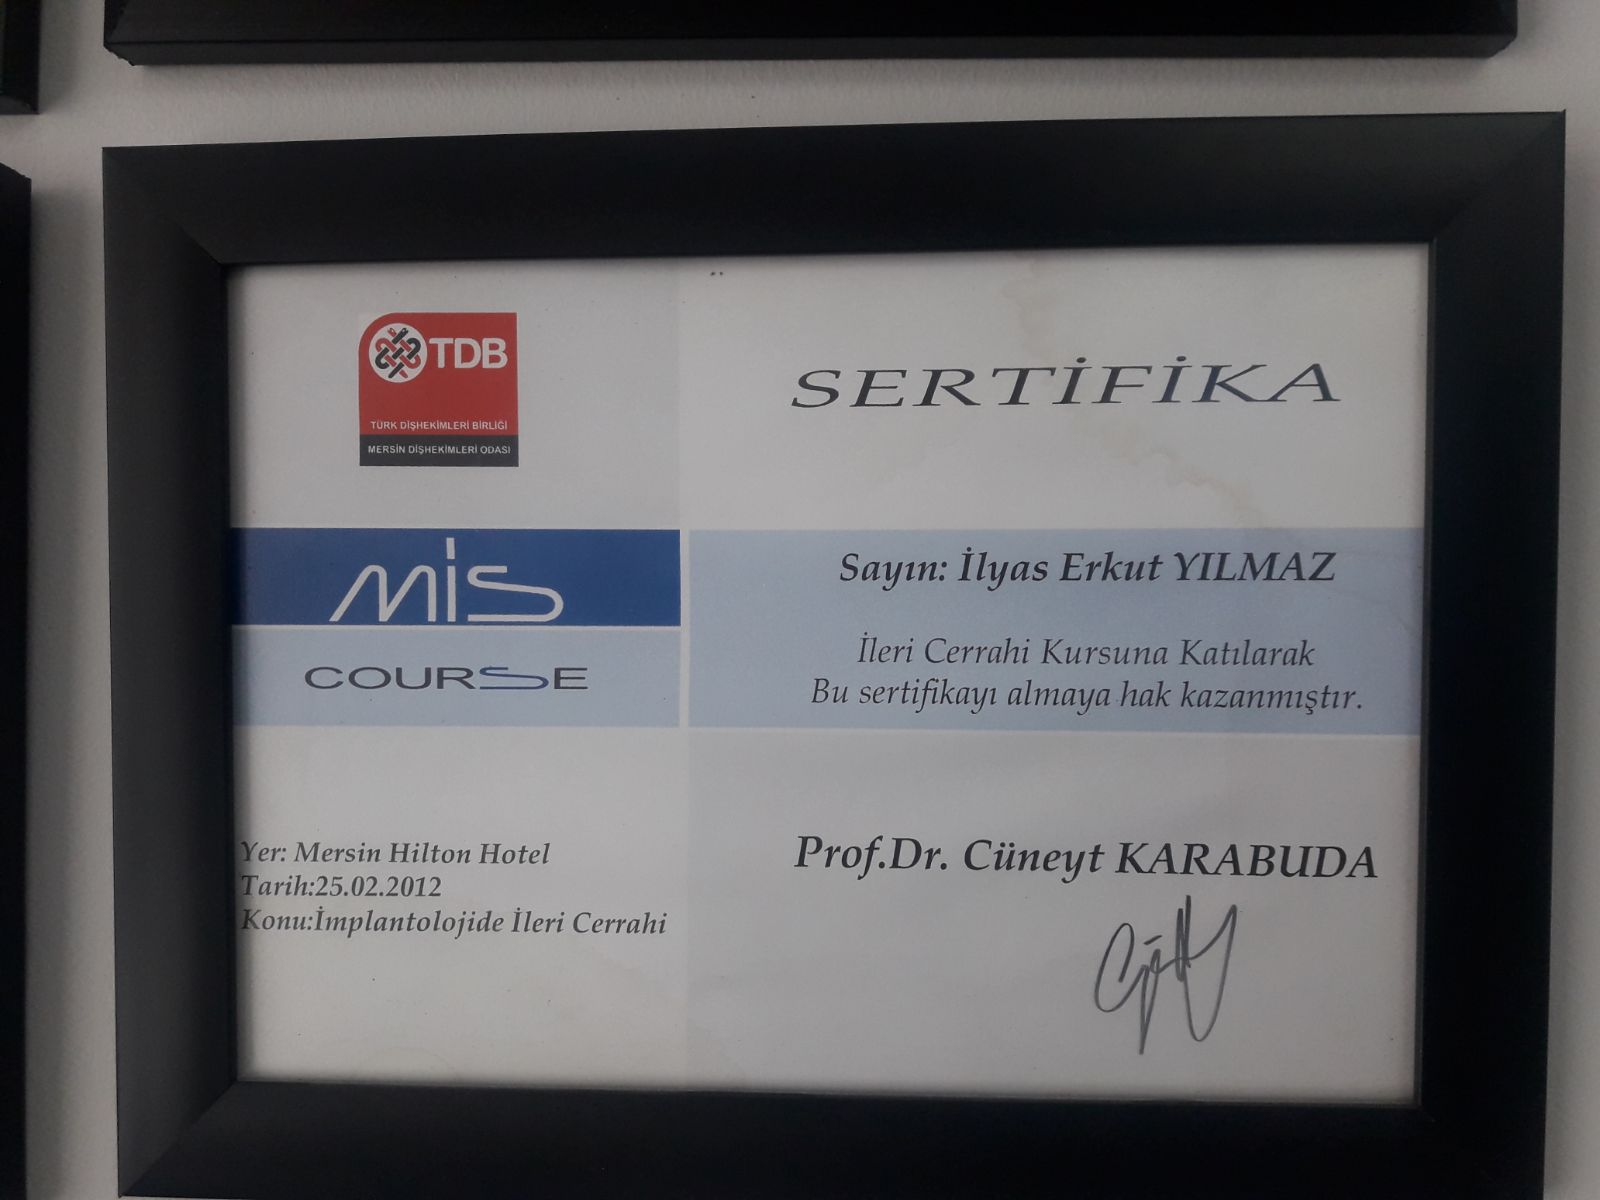 TDB
TÜRK DİŞHEKİMLERİ BİRLİĞİ
MERSİN DİŞHEKİMLERİ ODASI
SERTİFİKA
MİS
COURSE
Sayın: İlyas Erkut YILMAZ
İleri Cerrahi Kursuna Katılarak
Bu sertifikayı almaya hak kazanmıştır.
Yer: Mersin Hilton Hotel
Tarih:25.02.2012
Konu:İmplantolojide İleri Cerrahi
Prof.Dr. Cüneyt KARABUDA